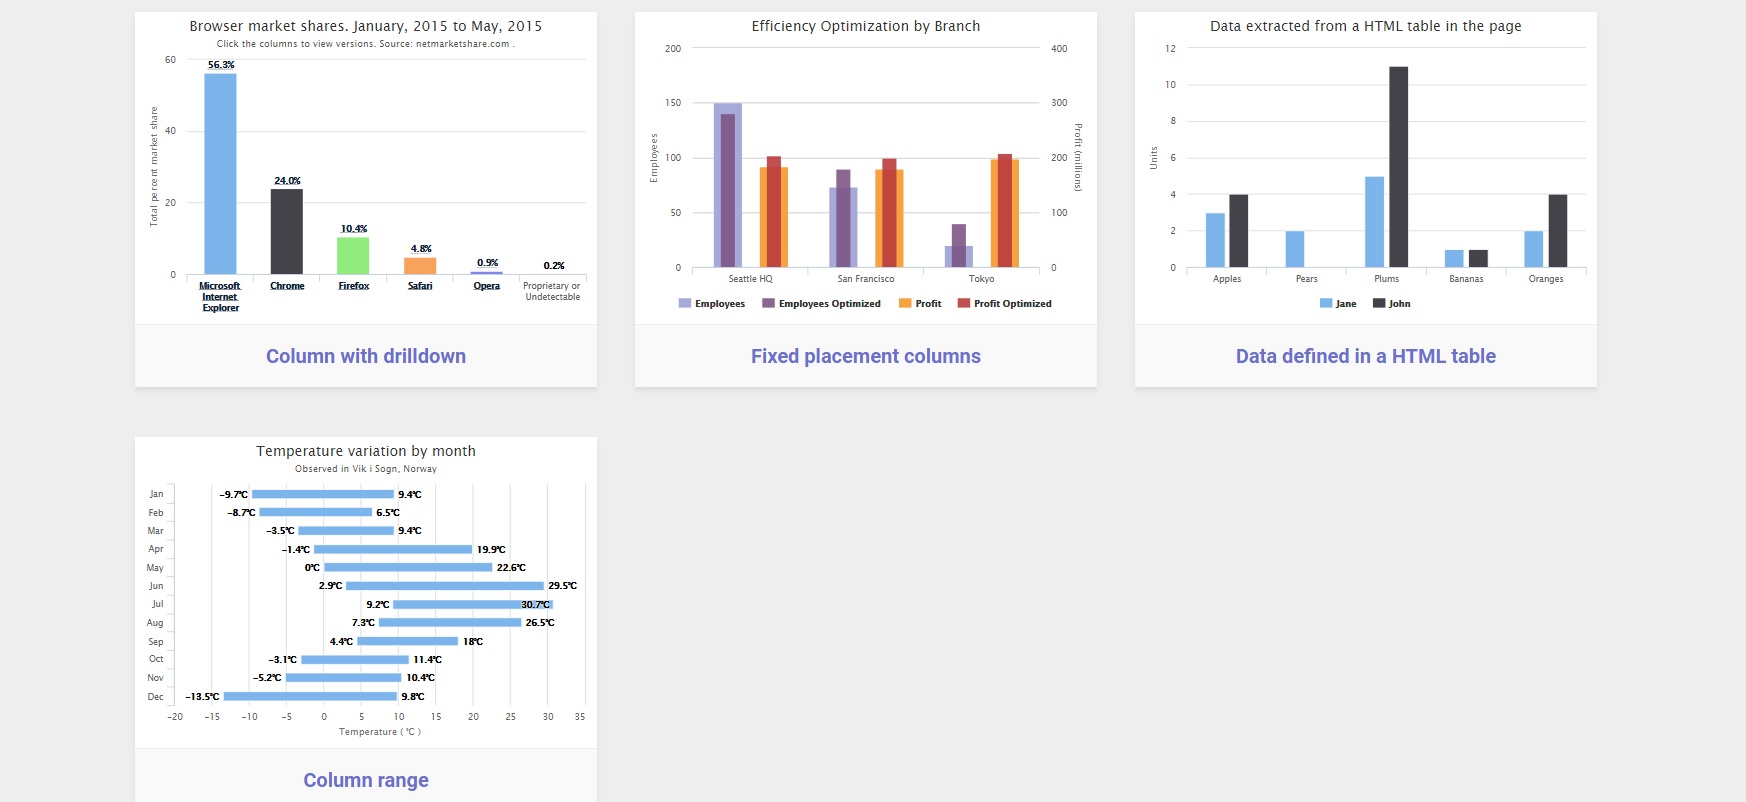 Browser market shares. January, 2015 to May, 2015
Click the columns to view versions. Source: netmarketshare.com .
Total percent market share
60
40
20
0
56.3%
24.0%
10.4%
4.8%
0.9%
0.2%
Microsoft
Internet
Explorer
Chrome
Firefox
Safari
Opera
Proprietary or
Undetectable
Column with drilldown
Efficiency Optimization by Branch
Employees
200
150
100
50
0
400
300
200
100
0
Profit (millions)
Seattle HQ
San Francisco
Tokyo
Employees
Employees Optimized
Profit
Profit Optimized
Fixed placement columns
Data extracted from a HTML table in the page
Units
12
10
8
6
4
2
0
Apples
Pears
Plums
Bananas
Oranges
Jane
John
Data defined in a HTML table
Temperature variation by month
Observed in Vik i Sogn, Norway
Jan −9.7°C 9.4°C
Feb −8.7°C 6.5°C
Mar −3.5°C 9.4°C
Apr −1.4°C 19.9°C
May 0°C 22.6°C
Jun 2.9°C 29.5°C
Jul 9.2°C 30.7°C
Aug 7.3°C 26.5°C
Sep 4.4°C 18°C
Oct −3.1°C 11.4°C
Nov −5.2°C 10.4°C
Dec −13.5°C 9.8°C
−20 −15 −10 −5 0 5 10 15 20 25 30 35
Temperature ( °C )
Column range